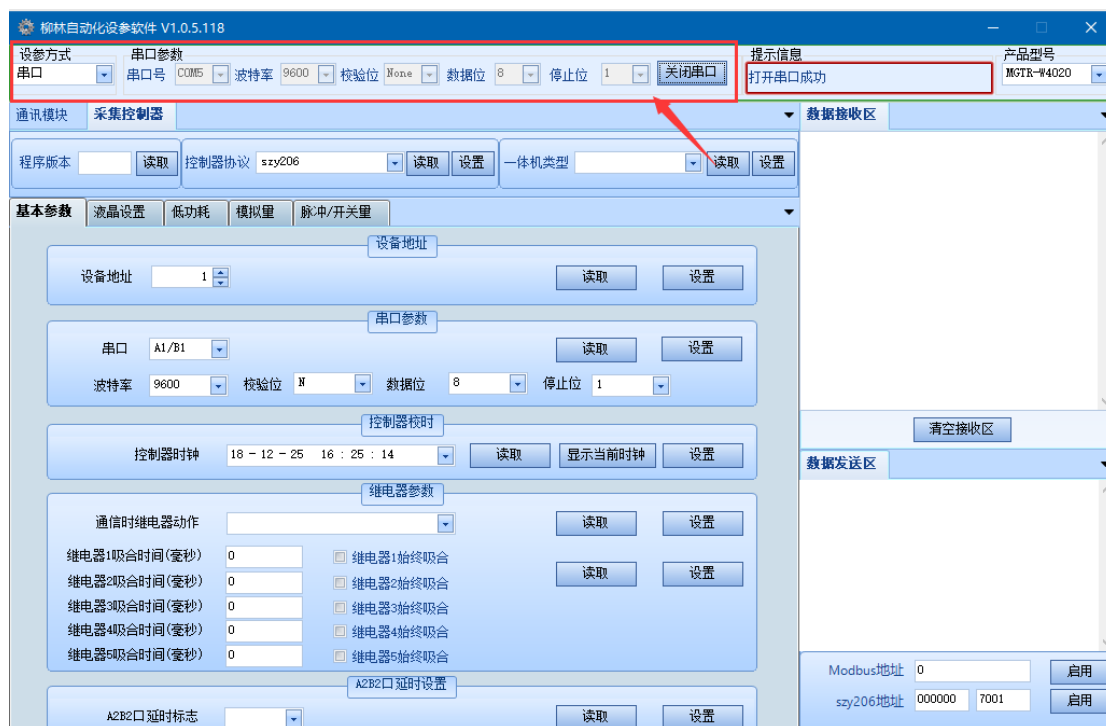 柳林自动化设参软件 V1.0.5.118
设参方式 串口参数 提示信息 产品型号
串口 串口号 COM5 波特率 9600 校验位 None 数据位 8 停止位 1 关闭串口 打开串口成功 MGTR-W4020
通讯模块 采集控制器 数据接收区
程序版本 读取 控制器协议 szy206 读取 设置 一体机类型 读取 设置
基本参数 液晶设置 低功耗 模拟量 脉冲/开关量
设备地址
设备地址 1 读取 设置
串口参数
串口 A1/B1 读取 设置
波特率 9600 校验位 N 数据位 8 停止位 1
控制器校时
清空接收区
控制器时钟 18 - 12 - 25 16 : 25 : 14 读取 显示当前时钟 设置
数据发送区
继电器参数
通信时继电器动作 读取 设置
继电器1吸合时间(毫秒) 0 继电器1始终吸合
读取 设置
继电器2吸合时间(毫秒) 0 继电器2始终吸合
继电器3吸合时间(毫秒) 0 继电器3始终吸合
继电器4吸合时间(毫秒) 0 继电器4始终吸合
继电器5吸合时间(毫秒) 0 继电器5始终吸合
Modbus地址 0 启用
A2B2口延时设置
szy206地址 000000 7001 启用
A2B2口延时标志 读取 设置